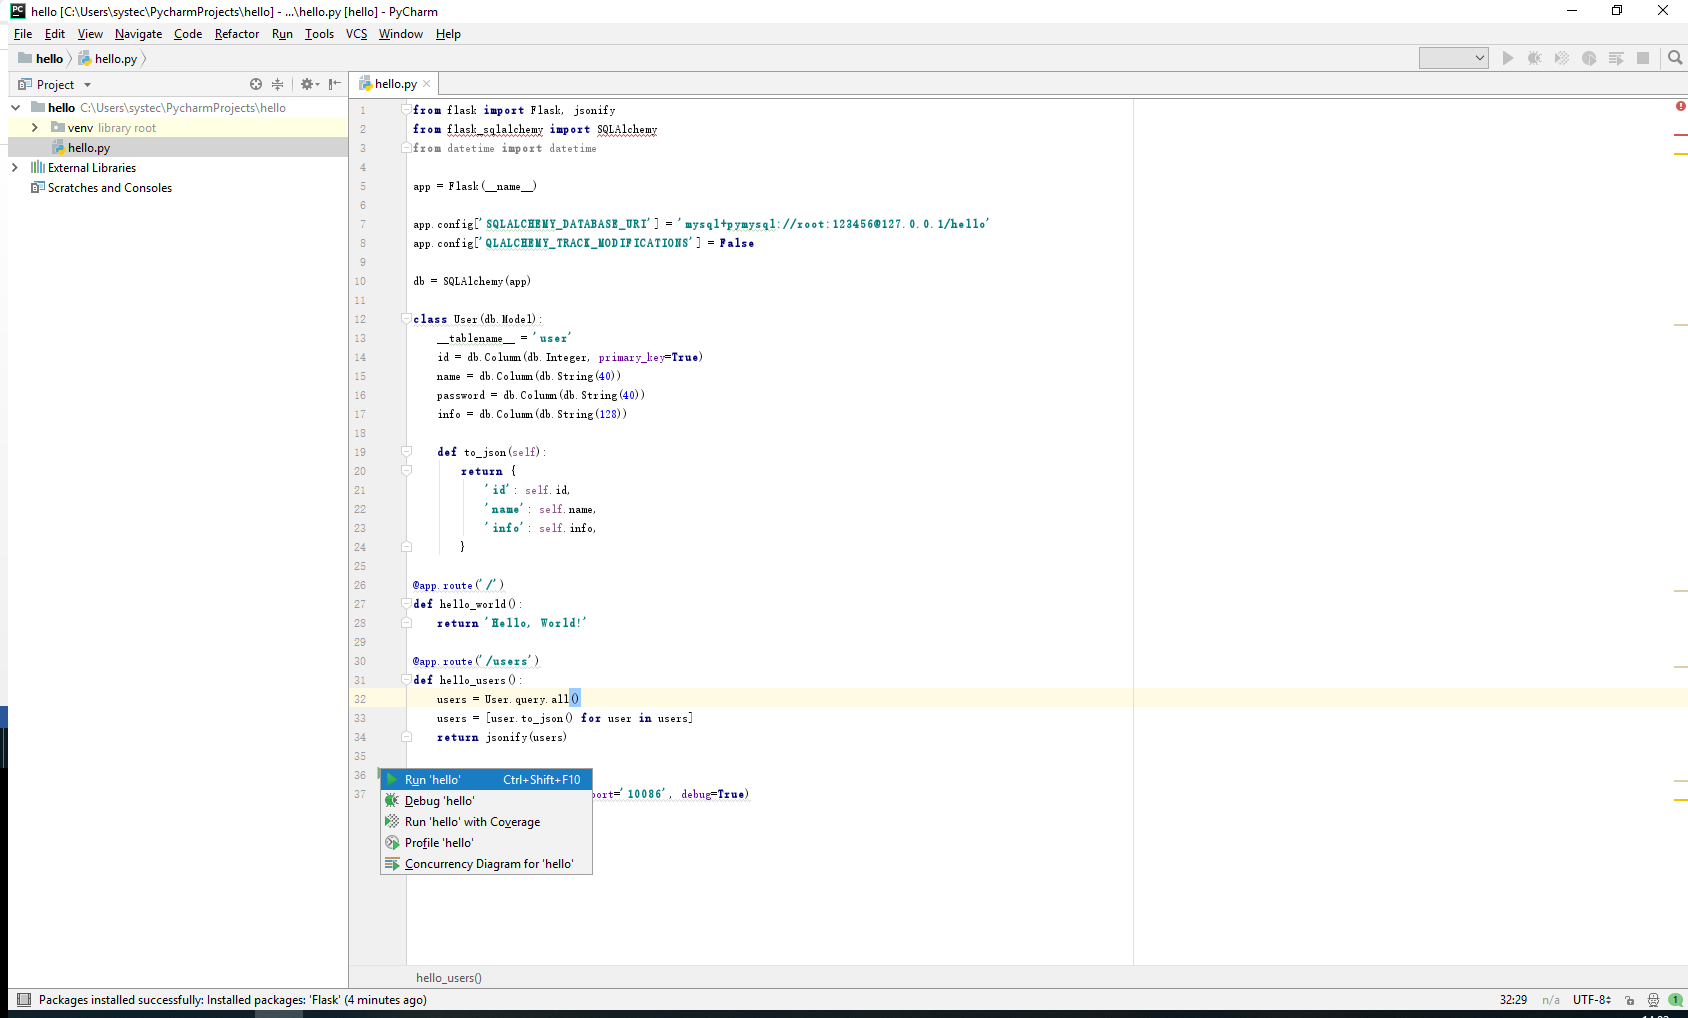 hello [C:\Users\systec\PycharmProjects\hello] - ...\hello.py [hello] - PyCharm
File Edit View Navigate Code Refactor Run Tools VCS Window Help
hello hello.py
Project
hello.py
hello C:\Users\systec\PycharmProjects\hello
venv library root
hello.py
External Libraries
Scratches and Consoles
1 from flask import Flask, jsonify
2 from flask_sqlalchemy import SQLAlchemy
3 from datetime import datetime
4
5 app = Flask(__name__)
6
7 app.config['SQLALCHEMY_DATABASE_URI'] = 'mysql+pymysql://root:123456@127.0.0.1/hello'
8 app.config['QLALCHEMY_TRACK_MODIFICATIONS'] = False
9
10 db = SQLAlchemy(app)
11
12 class User(db.Model):
13 __tablename__ = 'user'
14 id = db.Column(db.Integer, primary_key=True)
15 name = db.Column(db.String(40))
16 password = db.Column(db.String(40))
17 info = db.Column(db.String(128))
18
19 def to_json(self):
20 return {
21 'id': self.id,
22 'name': self.name,
23 'info': self.info,
24 }
25
26 @app.route('/')
27 def hello_world():
28 return 'Hello, World!'
29
30 @app.route('/users')
31 def hello_users():
32 users = User.query.all()
33 users = [user.to_json() for user in users]
34 return jsonify(users)
35
36
37 port='10086', debug=True)
Run 'hello' Ctrl+Shift+F10
Debug 'hello'
Run 'hello' with Coverage
Profile 'hello'
Concurrency Diagram for 'hello'
hello_users()
Packages installed successfully: Installed packages: 'Flask' (4 minutes ago) 32:29 n/a UTF-8 1